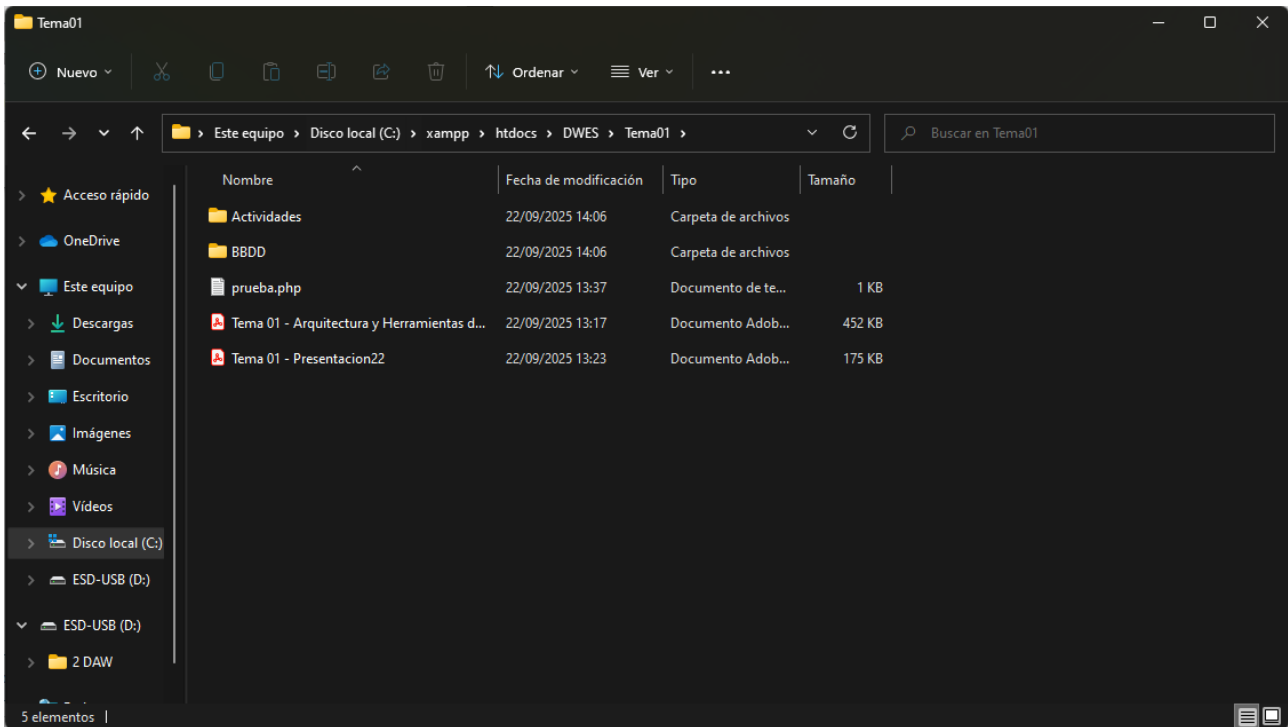 Tema01
Nuevo
Ordenar
Ver
Este equipo > Disco local (C:) > xampp > htdocs > DWES > Tema01 >
Buscar en Tema01
Nombre Fecha de modificación Tipo Tamaño
Acceso rápido
OneDrive
Este equipo
Descargas
Documentos
Escritorio
Imágenes
Música
Vídeos
Disco local (C:)
ESD-USB (D:)
ESD-USB (D:)
2 DAW
Actividades 22/09/2025 14:06 Carpeta de archivos
BBDD 22/09/2025 14:06 Carpeta de archivos
prueba.php 22/09/2025 13:37 Documento de te... 1 KB
Tema 01 - Arquitectura y Herramientas d... 22/09/2025 13:17 Documento Adob... 452 KB
Tema 01 - Presentacion22 22/09/2025 13:23 Documento Adob... 175 KB
5 elementos